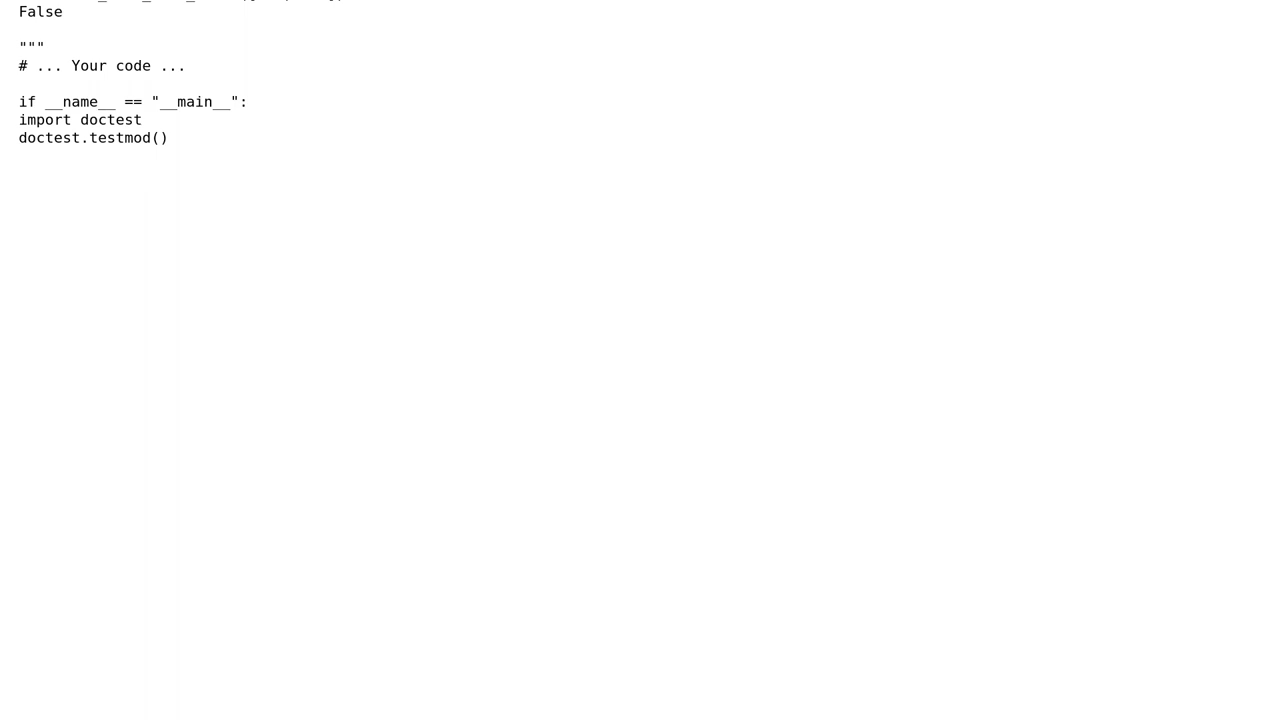 False
"""
# ... Your code ...
if __name__ == "__main__":
import doctest
doctest.testmod()